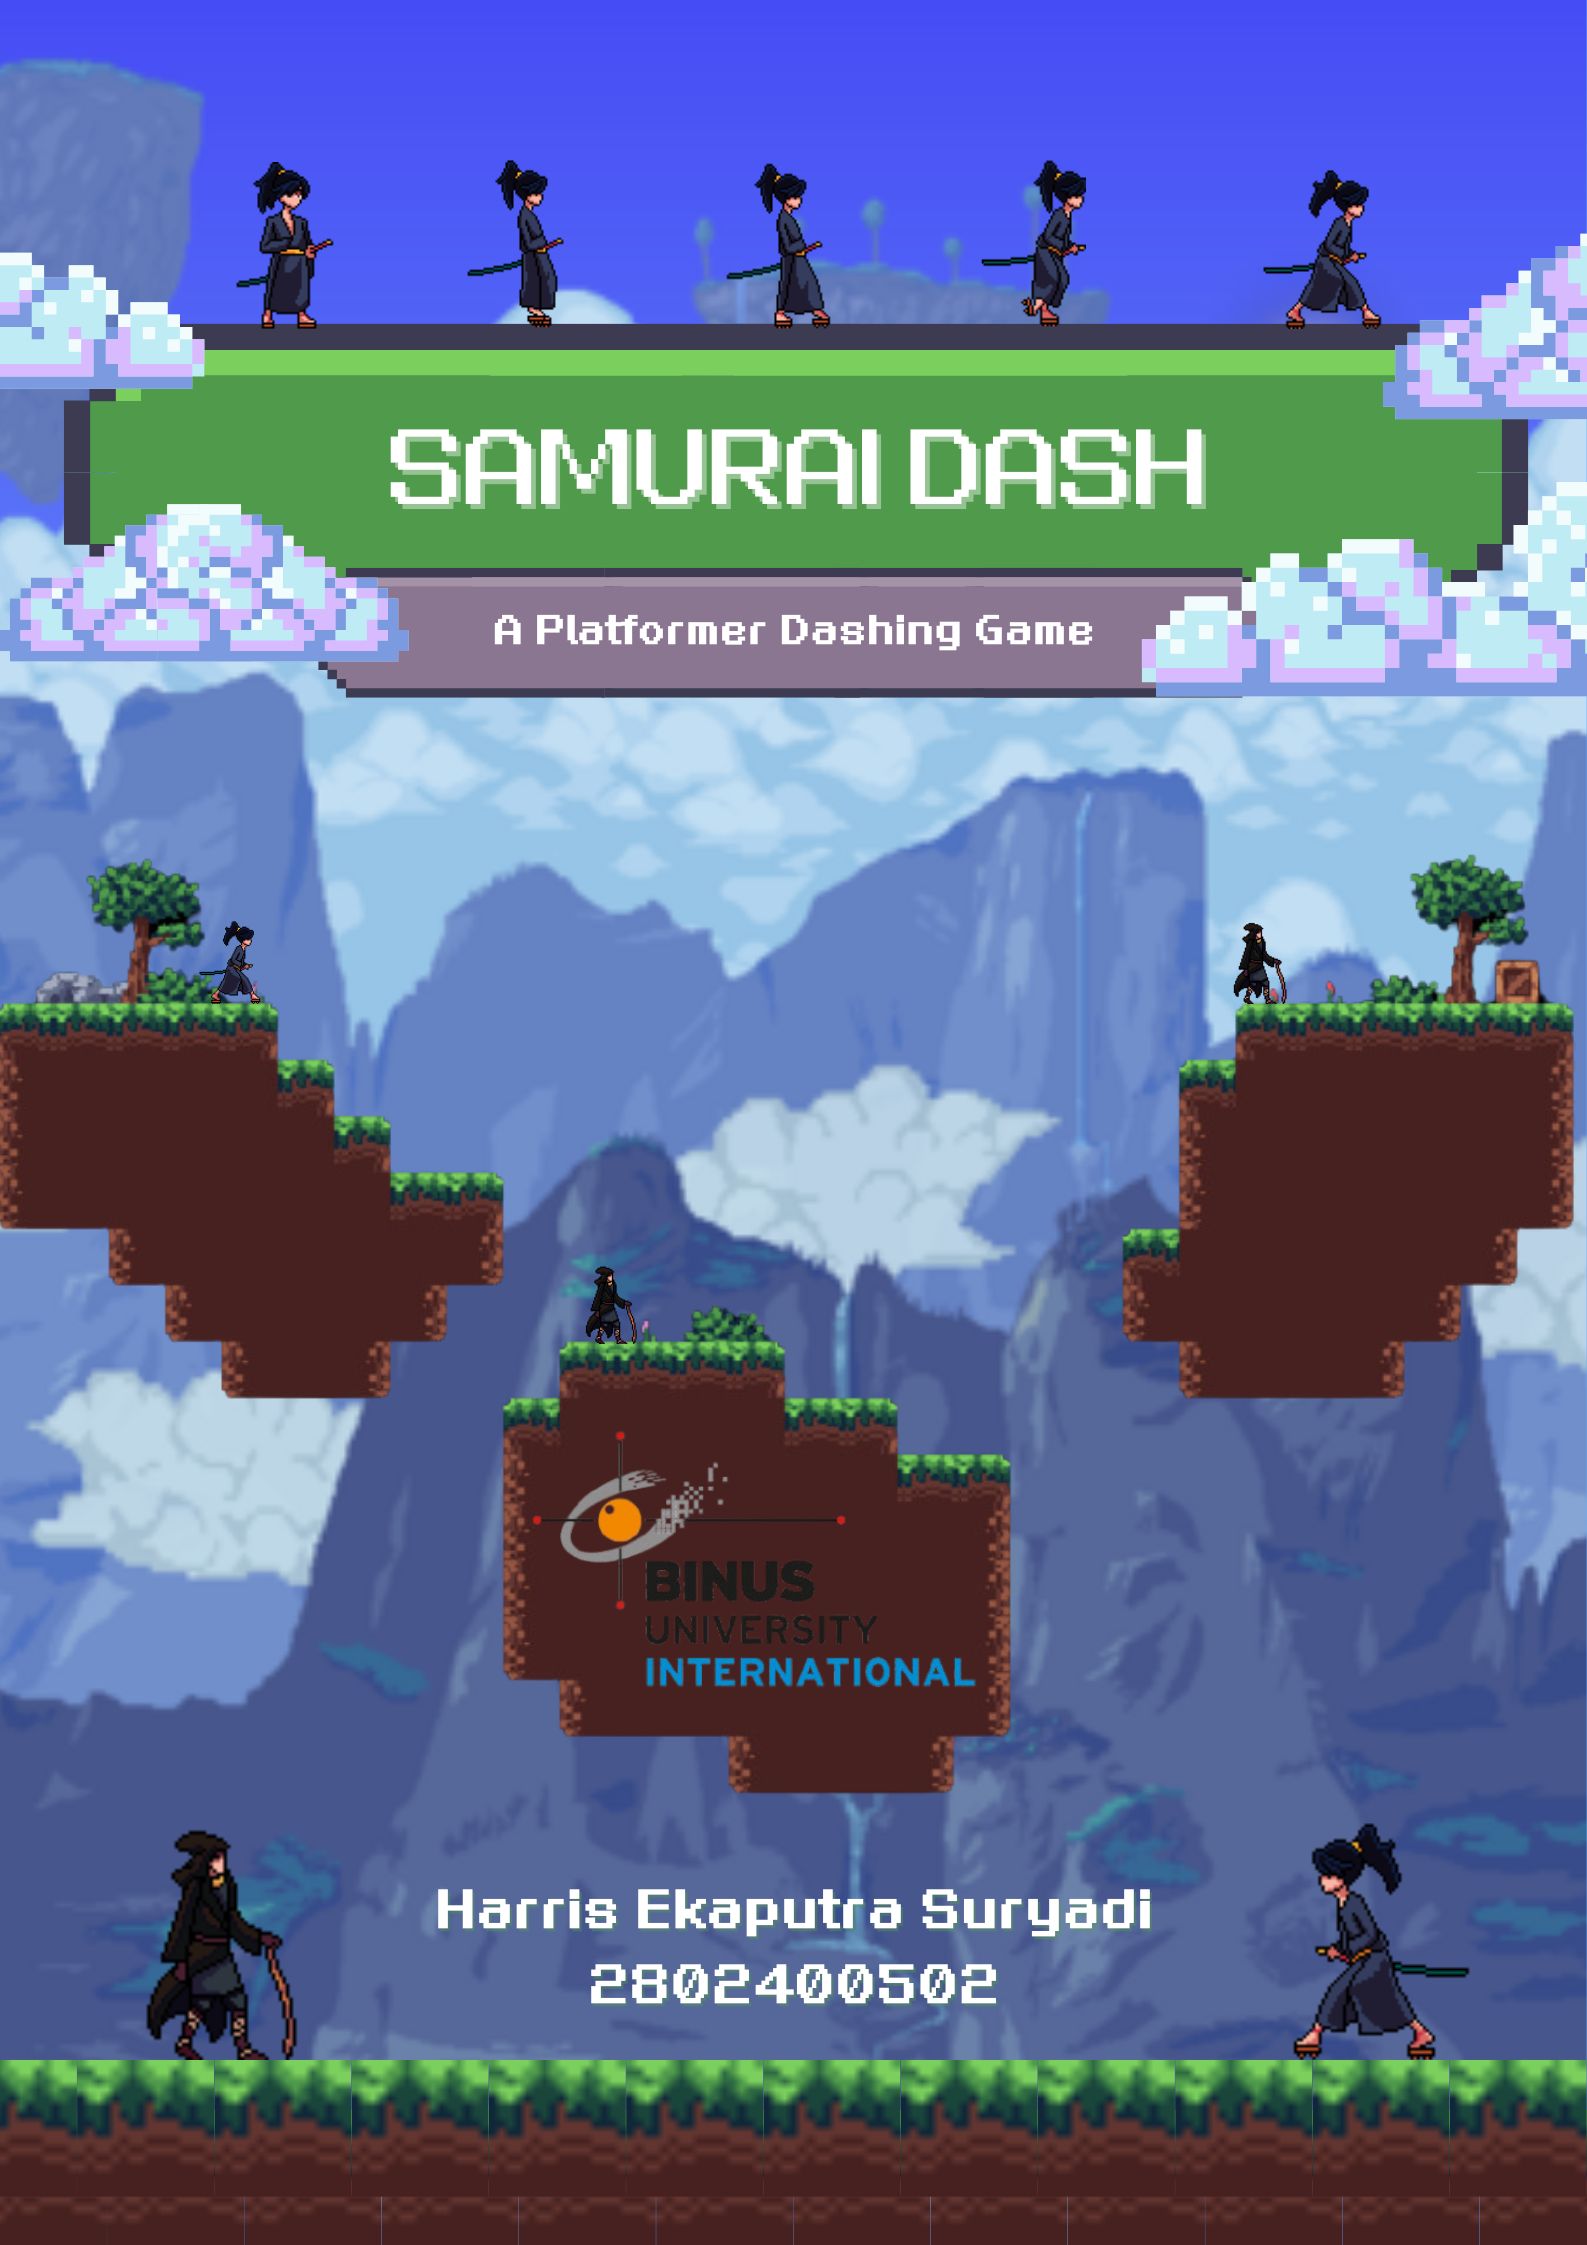 SAMURAI DASH
A Platformer Dashing Game
BINUS
UNIVERSITY
INTERNATIONAL
Harris Ekaputra Suryadi
2802400502